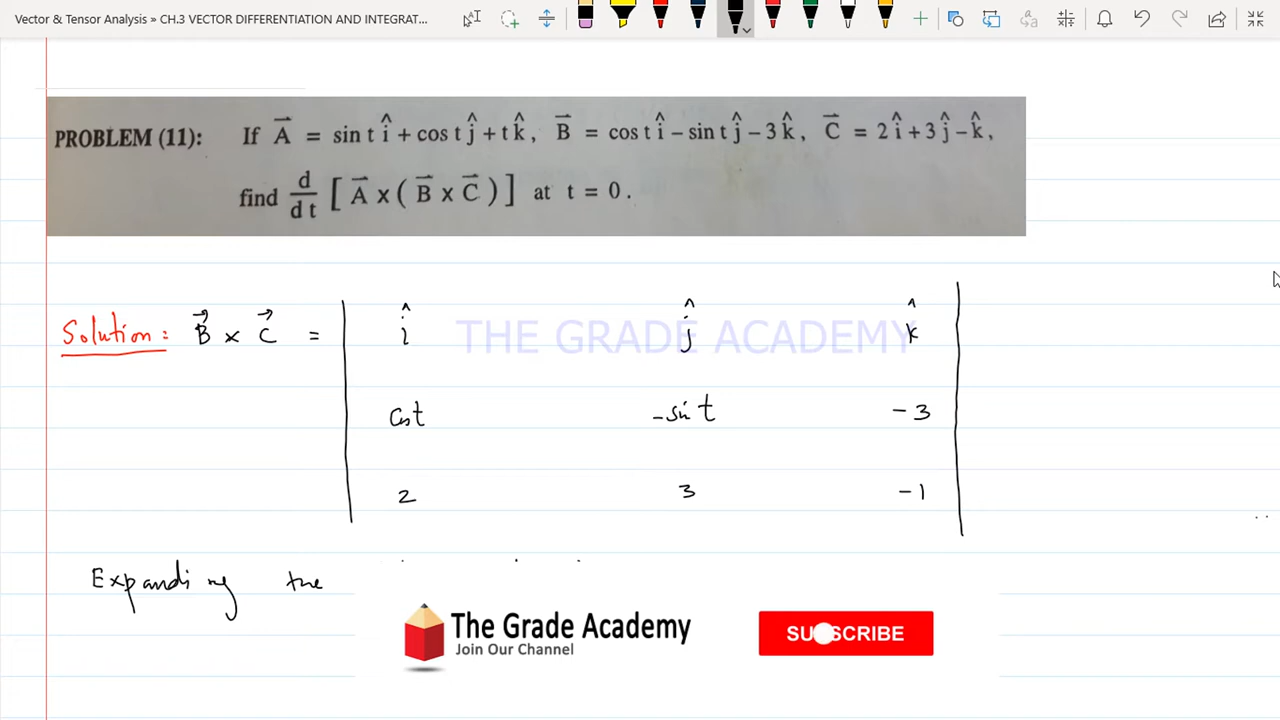 Vector & Tensor Analysis » CH.3 VECTOR DIFFERENTIATION AND INTEGRAT...
PROBLEM (11): If A⃗ = sin t î + cos t ĵ + t k̂, B⃗ = cos t î − sin t ĵ − 3 k̂, C⃗ = 2 î + 3 ĵ − k̂,
find d/dt [ A⃗ x ( B⃗ x C⃗ ) ] at t = 0.
Solution: B⃗ × C⃗ = | î ĵ k̂ |
THE GRADE ACADEMY
cos t −sin t −3
2 3 −1
Expanding the
The Grade Academy
Join Our Channel
SUBSCRIBE